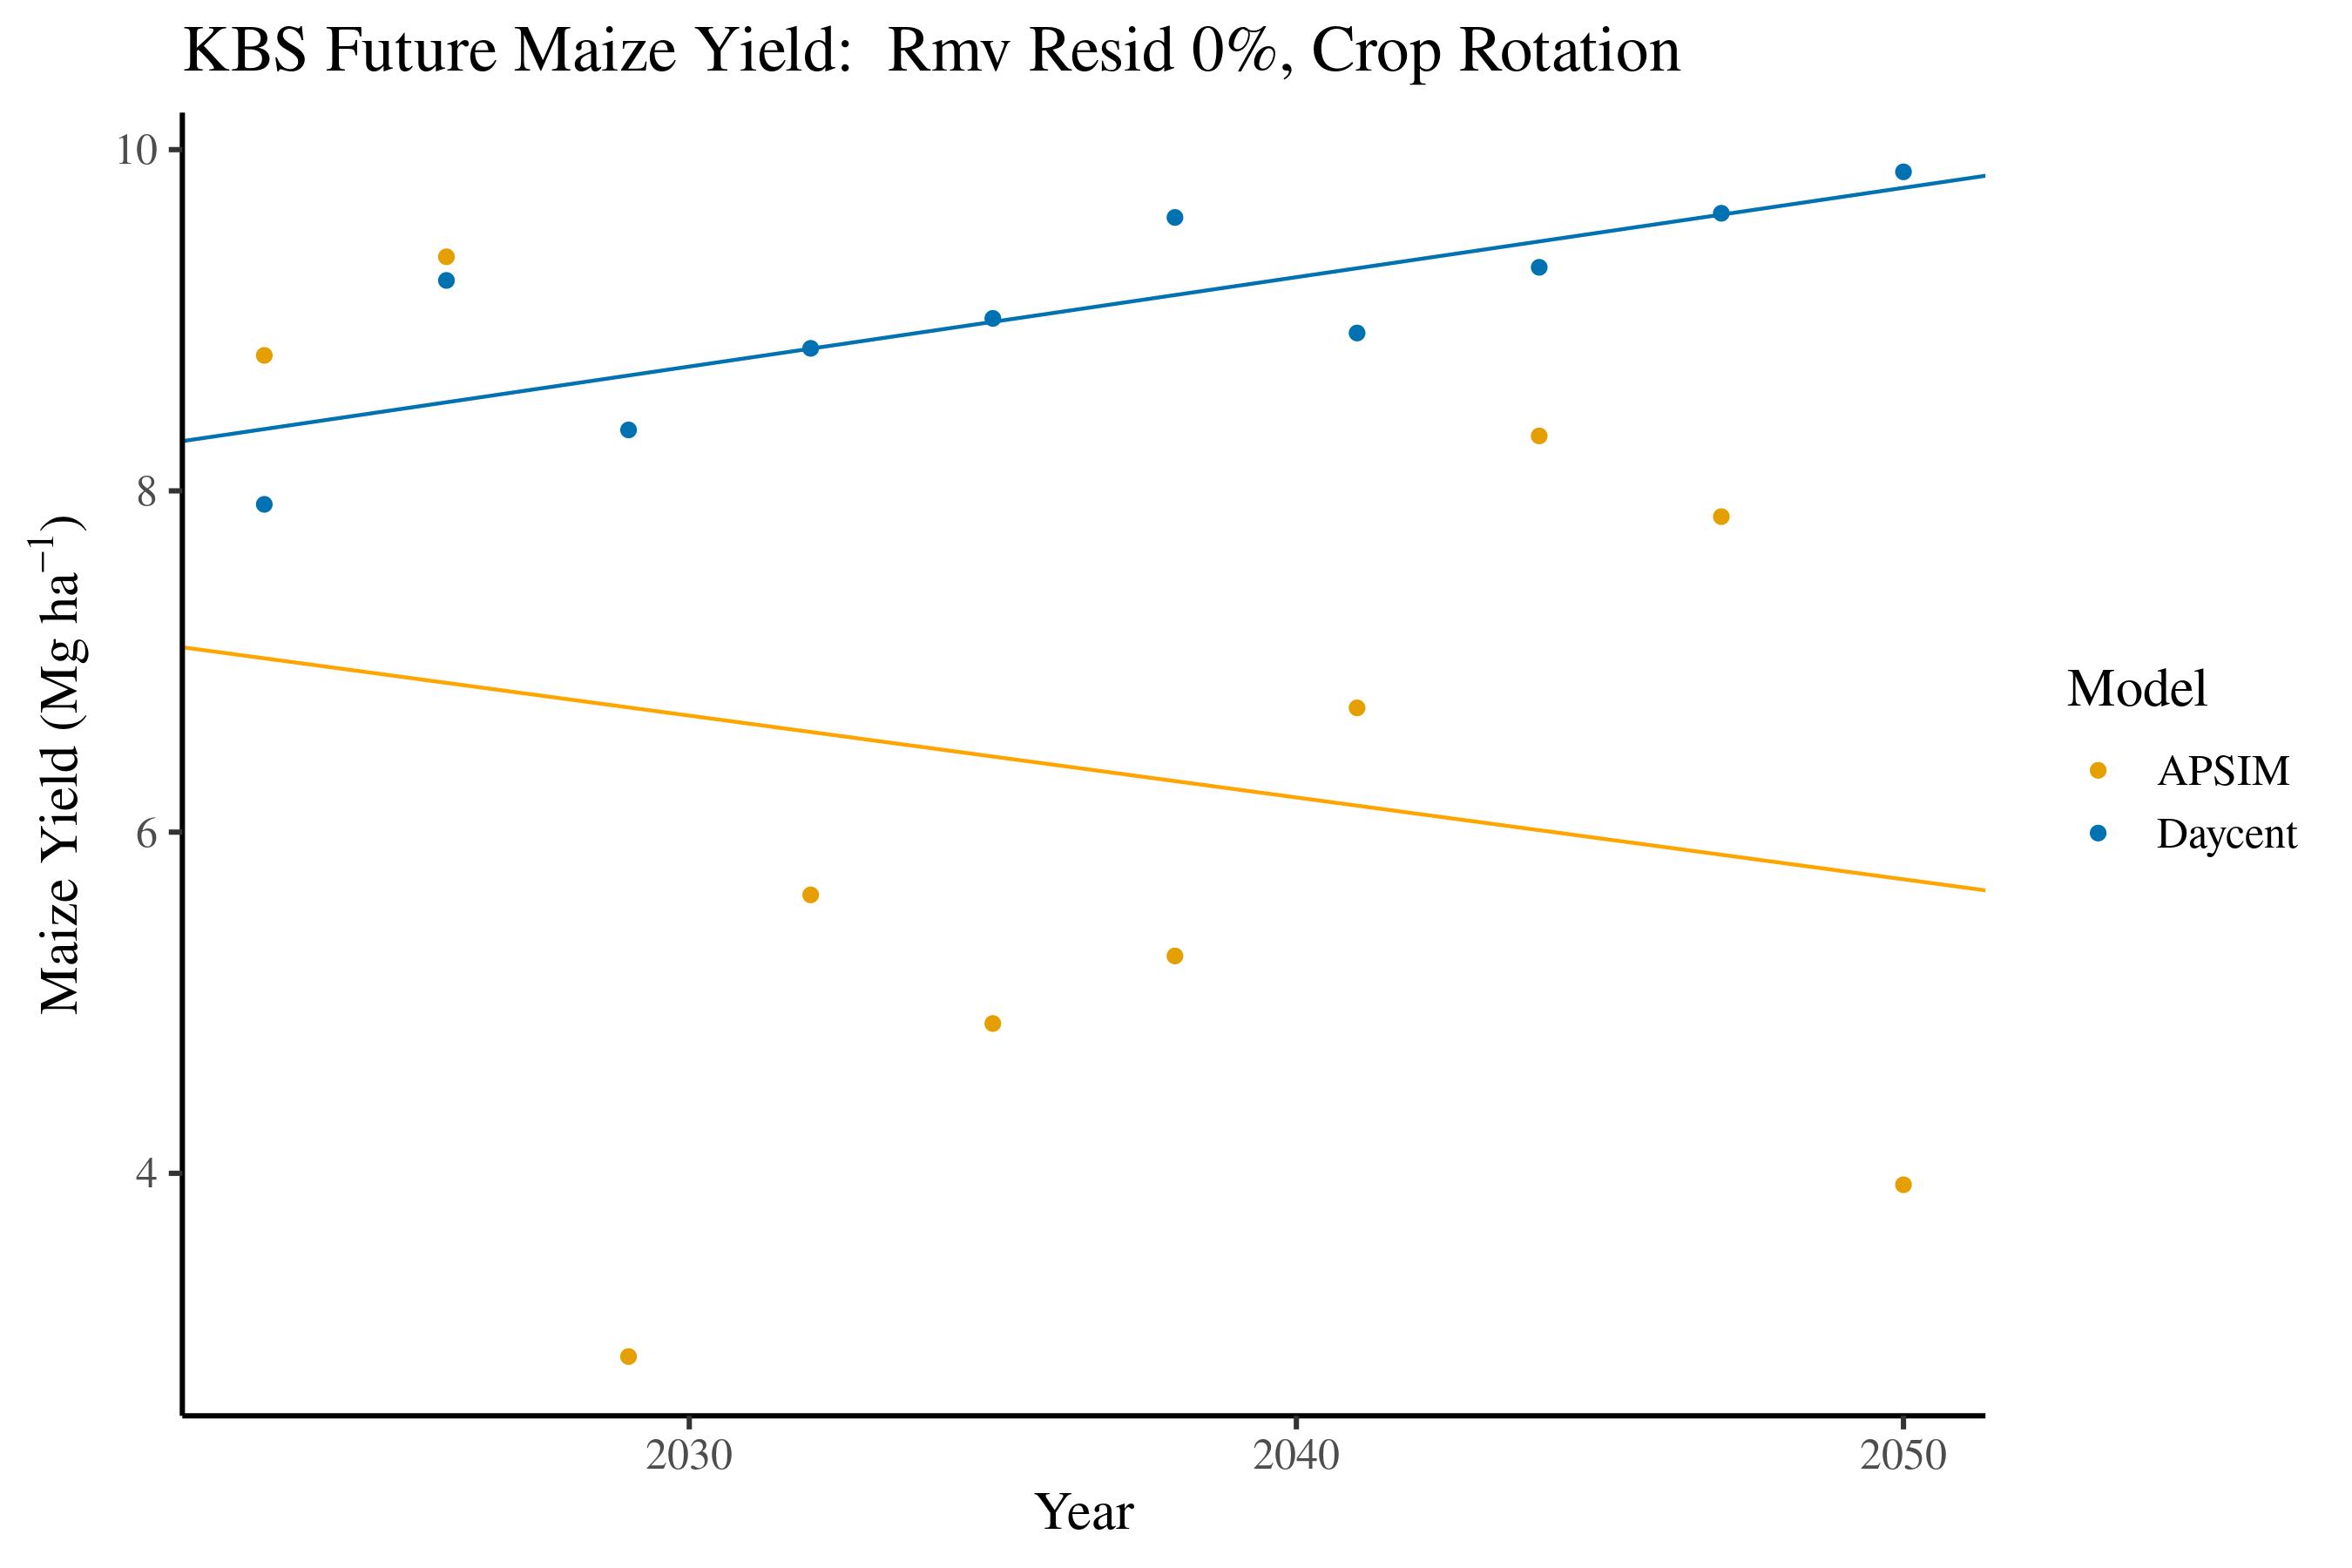 KBS Future Maize Yield:  Rmv Resid 0%, Crop Rotation
Maize Yield (Mg ha⁻¹)
10
8
6
4
2030
2040
2050
Year
Model
APSIM
Daycent